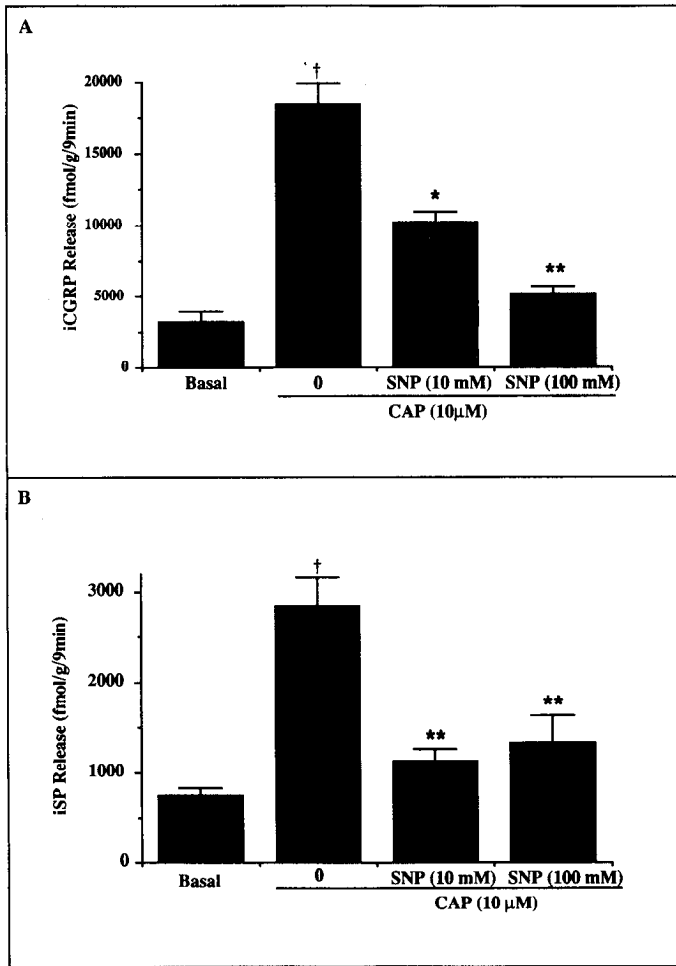 A
iCGRP Release (fmol/g/9min)
20000
15000
10000
5000
0
†
*
**
Basal
0
SNP (10 mM)
SNP (100 mM)
CAP (10μM)
B
iSP Release (fmol/g/9min)
3000
2000
1000
0
†
**
**
Basal
0
SNP (10 mM)
SNP (100 mM)
CAP (10 μM)